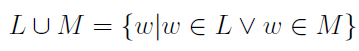 L ∪ M = {w|w ∈ L ∨ w ∈ M}